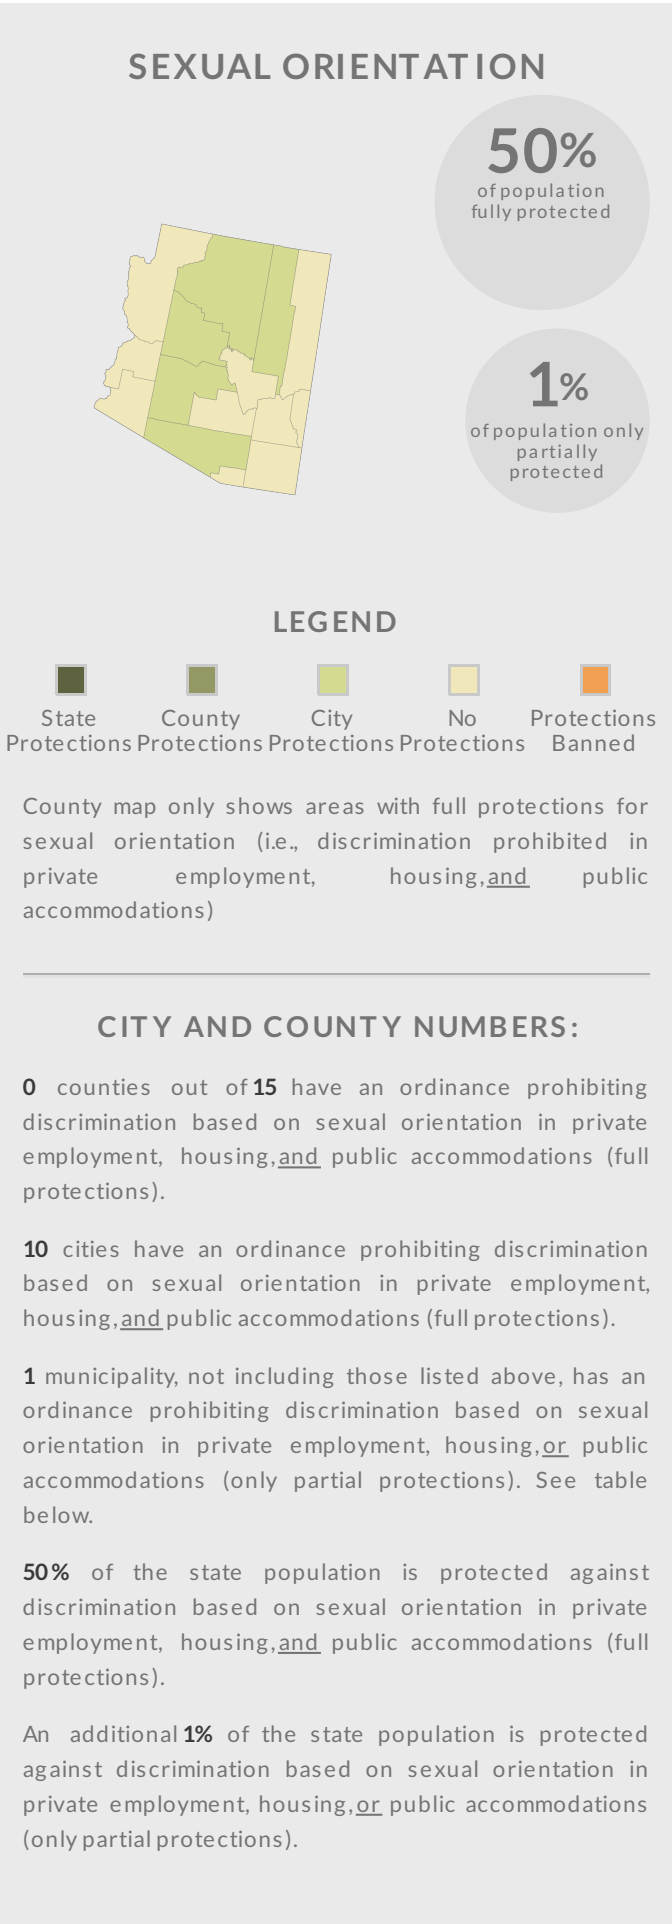 SEXUAL ORIENTATION
50%
of population
fully protected
1%
of population only
partially
protected
LEGEND
State
Protections
County
Protections
City
Protections
No
Protections
Protections
Banned
County map only shows areas with full protections for
sexual orientation (i.e., discrimination prohibited in
private employment, housing, and public
accommodations)
CITY AND COUNTY NUMBERS:
0 counties out of 15 have an ordinance prohibiting
discrimination based on sexual orientation in private
employment, housing, and public accommodations (full
protections).
10 cities have an ordinance prohibiting discrimination
based on sexual orientation in private employment,
housing, and public accommodations (full protections).
1 municipality, not including those listed above, has an
ordinance prohibiting discrimination based on sexual
orientation in private employment, housing, or public
accommodations (only partial protections). See table
below.
50% of the state population is protected against
discrimination based on sexual orientation in private
employment, housing, and public accommodations (full
protections).
An additional 1% of the state population is protected
against discrimination based on sexual orientation in
private employment, housing, or public accommodations
(only partial protections).